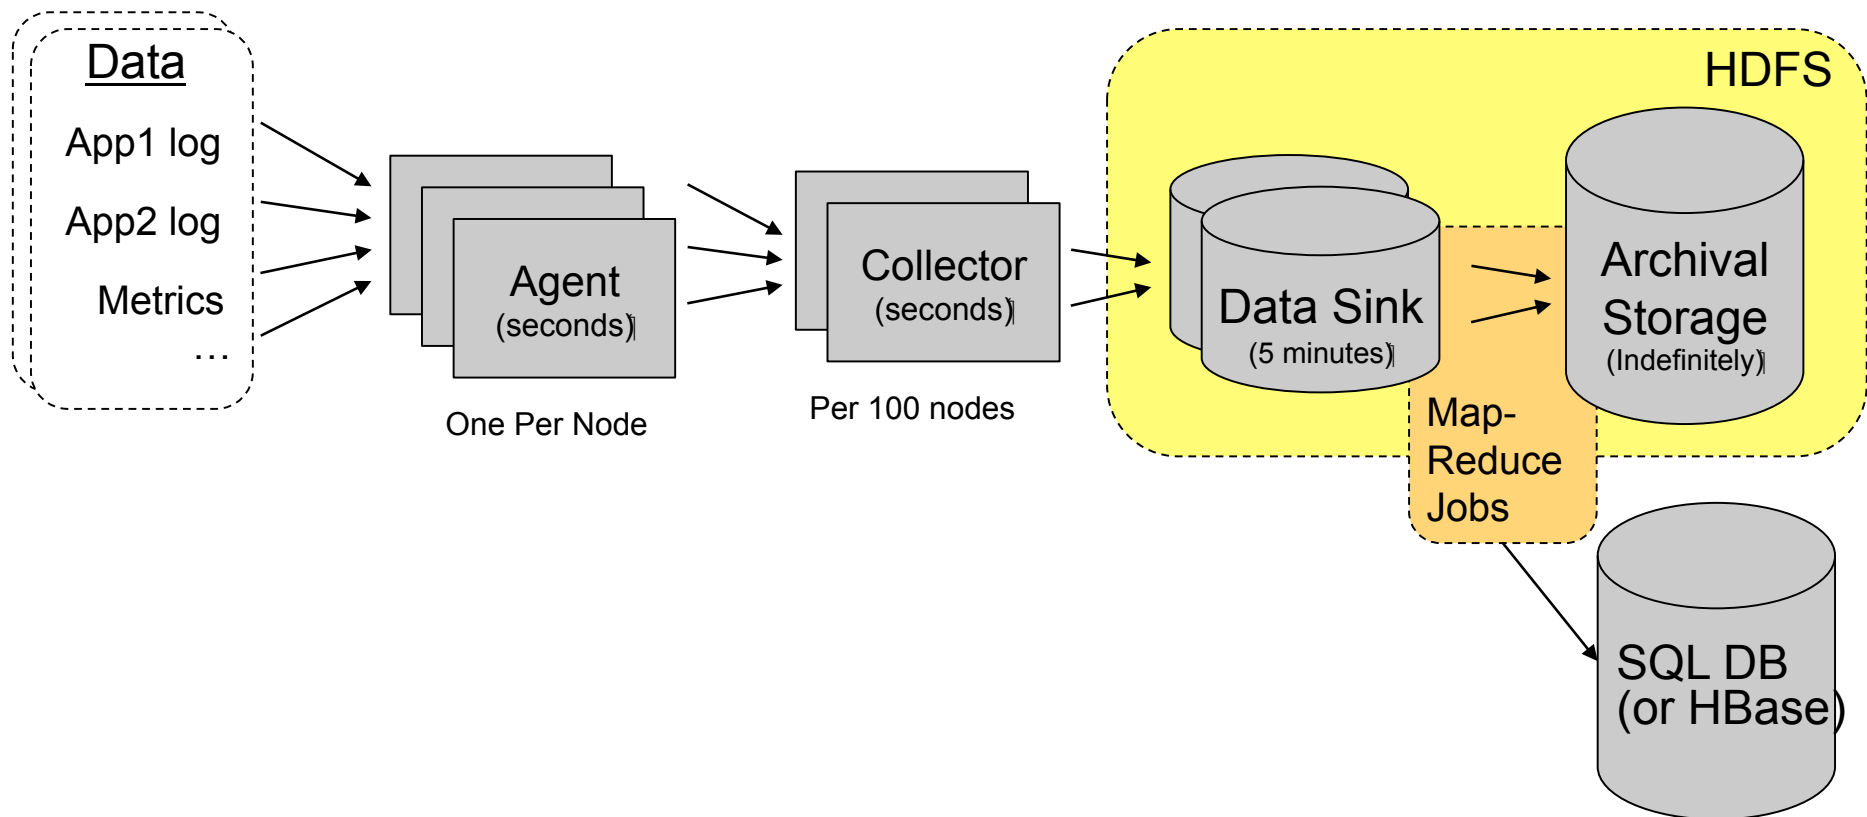 Data
App1 log
App2 log
Metrics
…
Agent
(seconds)
One Per Node
Collector
(seconds)
Per 100 nodes
HDFS
Data Sink
(5 minutes)
Archival
Storage
(Indefinitely)
Map-
Reduce
Jobs
SQL DB
(or HBase)